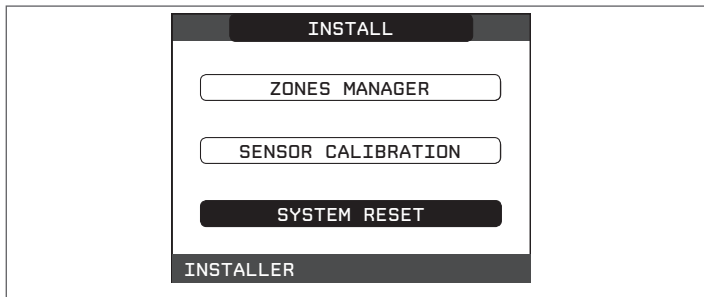 INSTALL
ZONES MANAGER
SENSOR CALIBRATION
SYSTEM RESET
INSTALLER